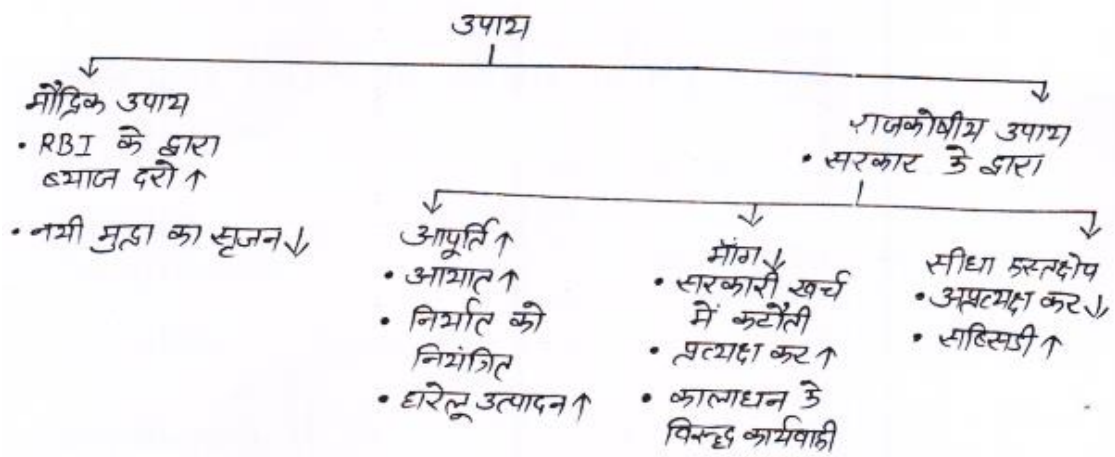 उपाय
मौद्रिक उपाय
• RBI के द्वारा
ब्याज दरों ↑
• नयी मुद्रा का सृजन ↓
राजकोषीय उपाय
• सरकार के द्वारा
आपूर्ति ↑
• आयात ↑
• निर्यात को
नियंत्रित
• घरेलू उत्पादन ↑
माँग ↓
• सरकारी खर्च
में कटौती
• प्रत्यक्ष कर ↑
• कालाधन के
विरूद्ध कार्यवाही
सीधा हस्तक्षेप
• अप्रत्यक्ष कर ↓
• सब्सिडी ↑